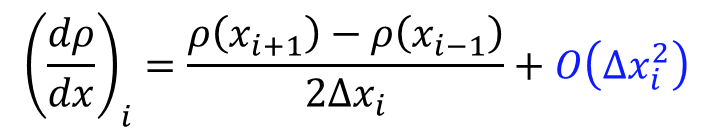 (dρ/dx)_i = (ρ(x_{i+1}) − ρ(x_{i−1})) / (2Δx_i) + O(Δx_i^2)